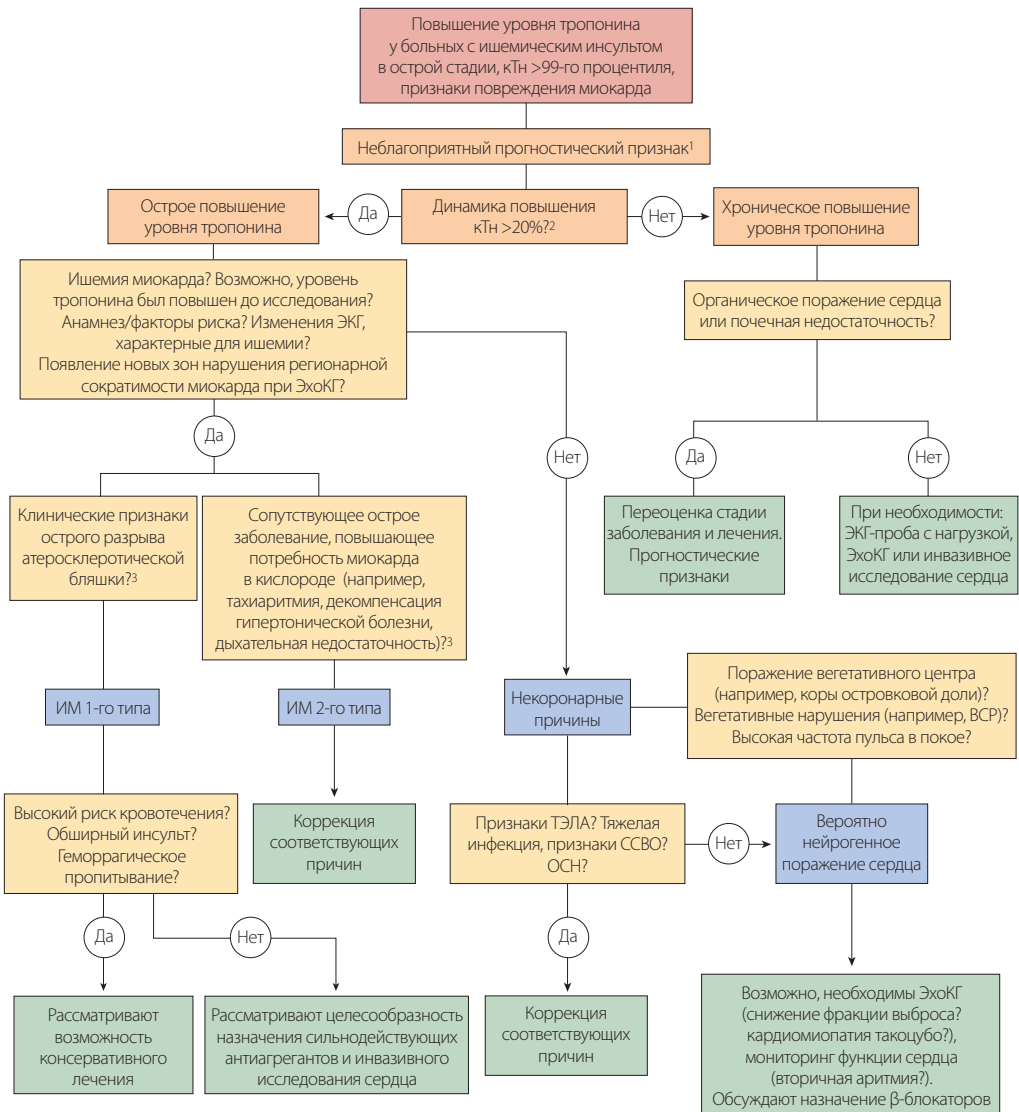 Повышение уровня тропонина
у больных с ишемическим инсультом
в острой стадии, кТн >99-го процентиля,
признаки повреждения миокарда
Неблагоприятный прогностический признак¹
Острое повышение
уровня тропонина
Да
Динамика повышения
кТн >20%?²
Нет
Хроническое повышение
уровня тропонина
Ишемия миокарда? Возможно, уровень
тропонина был повышен до исследования?
Анамнез/факторы риска? Изменения ЭКГ,
характерные для ишемии?
Появление новых зон нарушения регионарной
сократимости миокарда при ЭхоКГ?
Органическое поражение сердца
или почечная недостаточность?
Да
Нет
Да
Нет
Клинические признаки
острого разрыва
атеросклеротической
бляшки?³
Сопутствующее острое
заболевание, повышающее
потребность миокарда
в кислороде (например,
тахиаритмия, декомпенсация
гипертонической болезни,
дыхательная недостаточность)?³
Переоценка стадии
заболевания и лечения.
Прогностические
признаки
При необходимости:
ЭКГ-проба с нагрузкой,
ЭхоКГ или инвазивное
исследование сердца
ИМ 1-го типа
ИМ 2-го типа
Некоронарные
причины
Поражение вегетативного центра
(например, коры островковой доли)?
Вегетативные нарушения (например, ВСР)?
Высокая частота пульса в покое?
Высокий риск кровотечения?
Обширный инсульт?
Геморрагическое
пропитывание?
Коррекция
соответствующих
причин
Признаки ТЭЛА? Тяжелая
инфекция, признаки ССВО?
ОСН?
Нет
Вероятно
нейрогенное
поражение сердца
Да
Нет
Да
Рассматривают
возможность
консервативного
лечения
Рассматривают целесообразность
назначения сильнодействующих
антиагрегантов и инвазивного
исследования сердца
Коррекция
соответствующих
причин
Возможно, необходимы ЭхоКГ
(снижение фракции выброса?
кардиомиопатия такоцубо?),
мониторинг функции сердца
(вторичная аритмия?).
Обсуждают назначение β-блокаторов